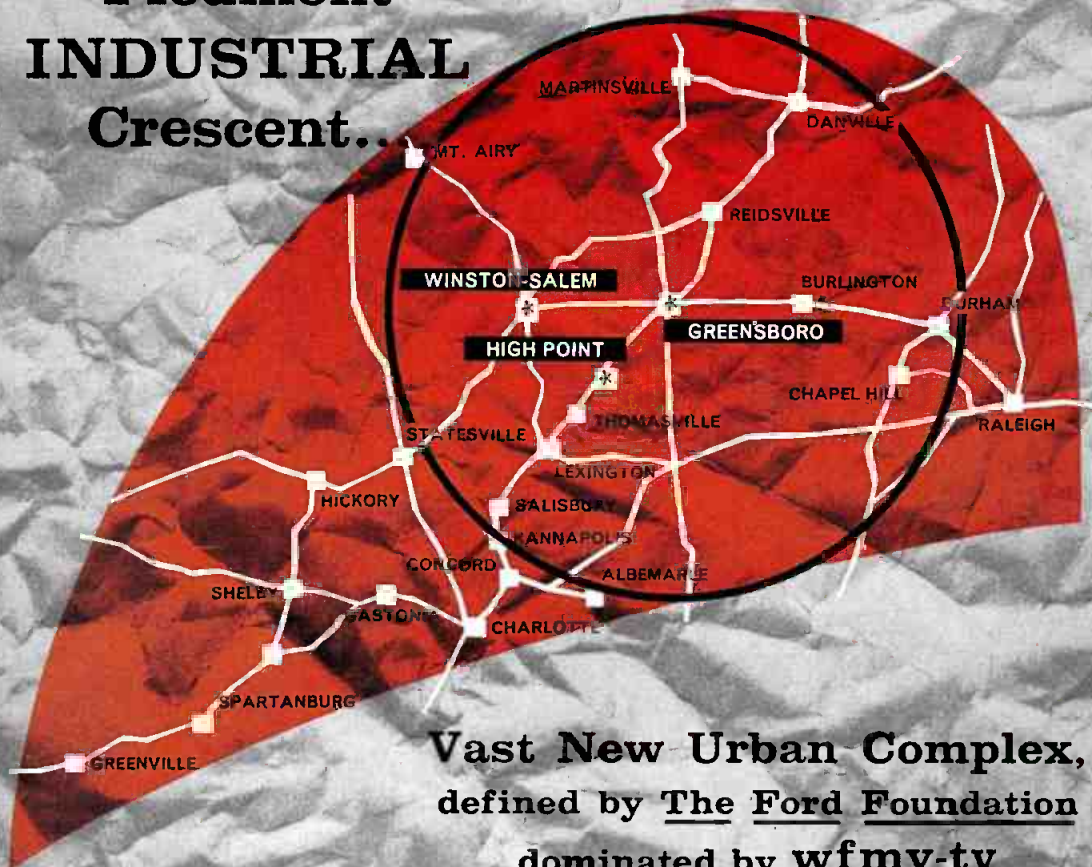 Piedmont
INDUSTRIAL
Crescent...
MARTINSVILLE
DANVILLE
MT. AIRY
REIDSVILLE
WINSTON-SALEM
BURLINGTON
DURHAM
GREENSBORO
HIGH POINT
CHAPEL HILL
THOMASVILLE
RALEIGH
STATESVILLE
LEXINGTON
HICKORY
SALISBURY
KANNAPOLIS
CONCORD
ALBEMARLE
SHELBY
GASTONIA
CHARLOTTE
SPARTANBURG
GREENVILLE
Vast New Urban Complex,
defined by The Ford Foundation
dominated by wfmy-tv